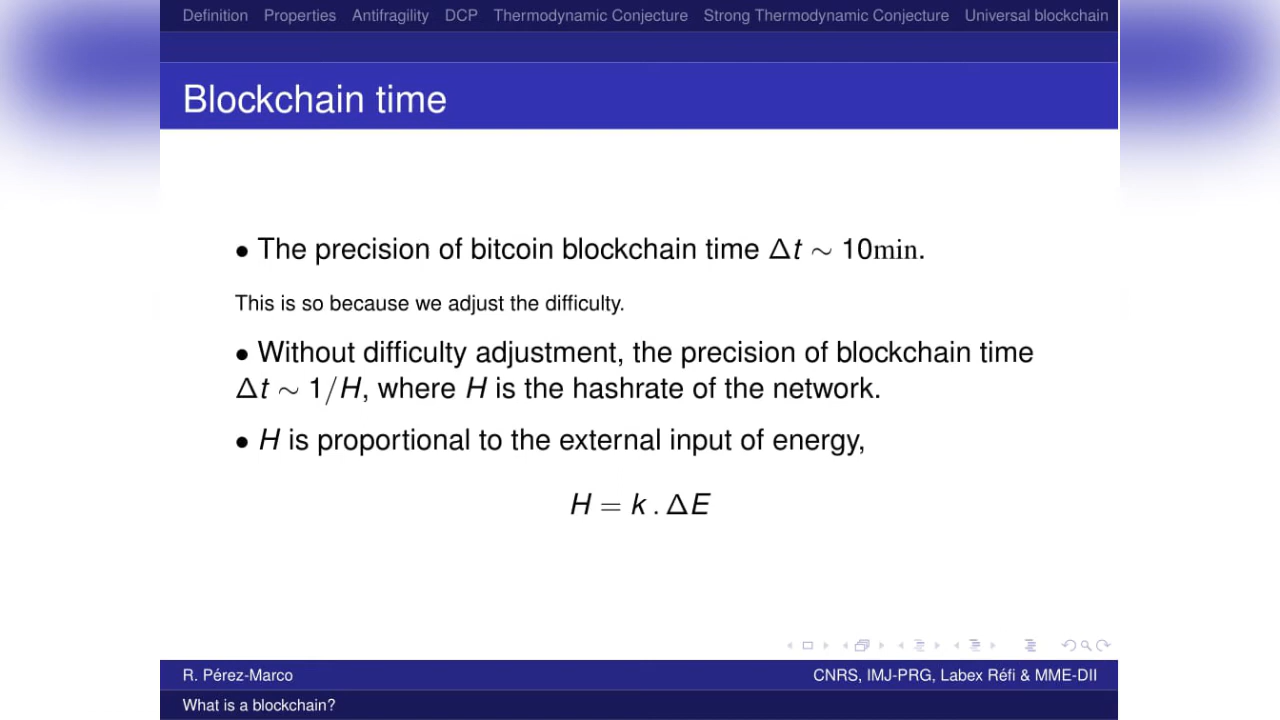 Definition Properties Antifragility DCP Thermodynamic Conjecture Strong Thermodynamic Conjecture Universal blockchain
Blockchain time
• The precision of bitcoin blockchain time Δt ∼ 10min.
This is so because we adjust the difficulty.
• Without difficulty adjustment, the precision of blockchain time
Δt ∼ 1/H, where H is the hashrate of the network.
• H is proportional to the external input of energy,
H = k . ΔE
R. Pérez-Marco CNRS, IMJ-PRG, Labex Réfi & MME-DII
What is a blockchain?